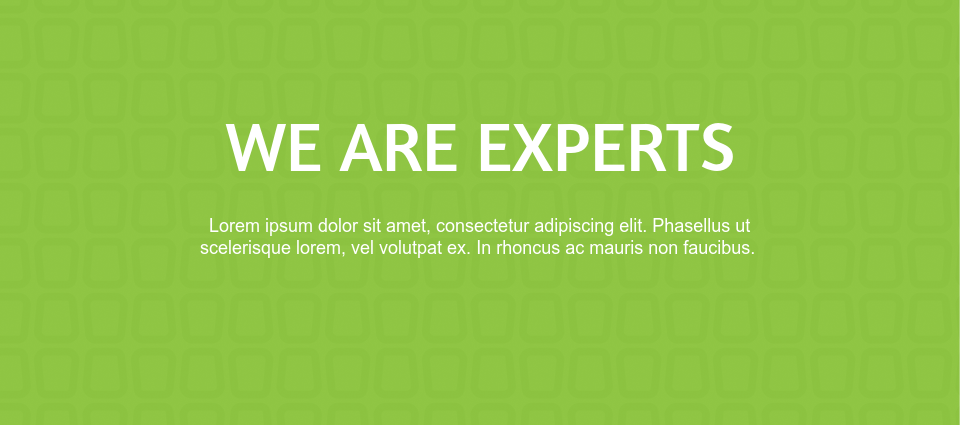 WE ARE EXPERTS
Lorem ipsum dolor sit amet, consectetur adipiscing elit. Phasellus ut
scelerisque lorem, vel volutpat ex. In rhoncus ac mauris non faucibus.